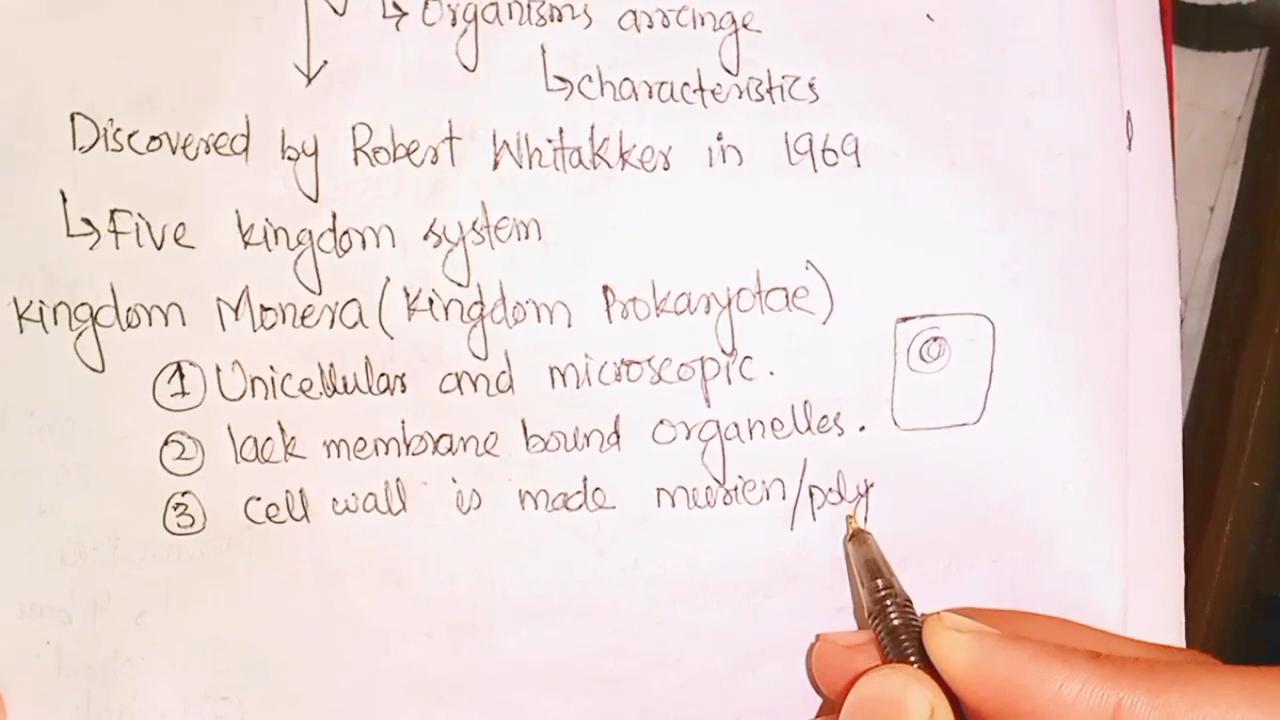 ↳ Organisms arrange
↳characteristics
Discovered by Robert Whitakker in 1969
↳Five kingdom system
Kingdom Monera (Kingdom Prokaryotae)
① Unicellular and microscopic.
② lack membrane bound organelles.
③ cell wall is made murien/poly